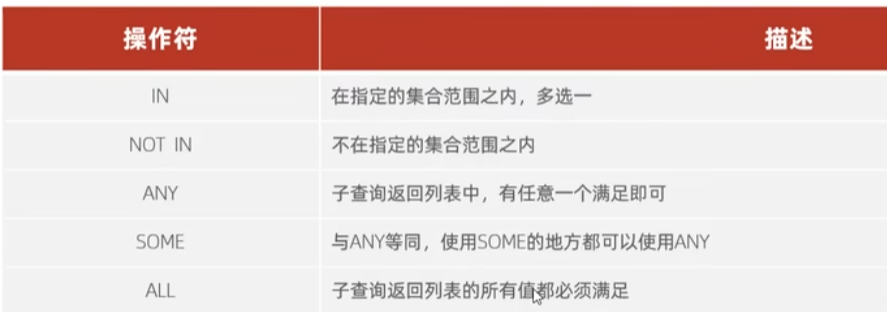 操作符 描述
IN 在指定的集合范围之内，多选一
NOT IN 不在指定的集合范围之内
ANY 子查询返回列表中，有任意一个满足即可
SOME 与ANY等同，使用SOME的地方都可以使用ANY
ALL 子查询返回列表的所有值都必须满足